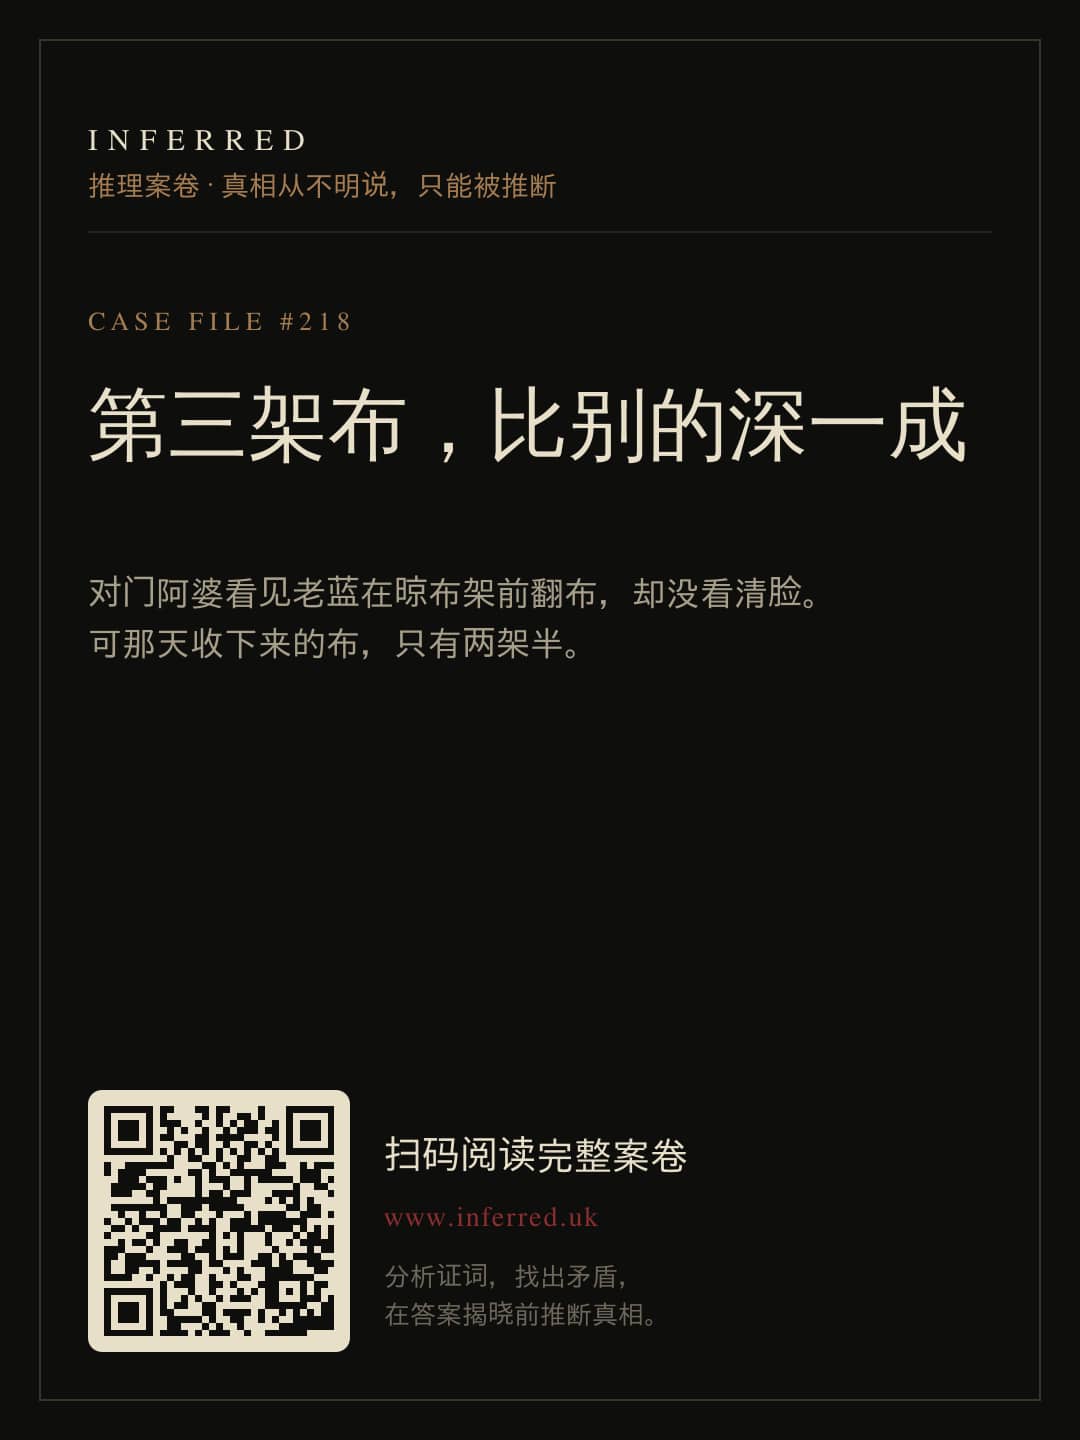 INFERRED
推理案卷 · 真相从不明说，只能被推断
CASE FILE #218
第三架布，比别的深一成
对门阿婆看见老蓝在晾布架前翻布，却没看清脸。
可那天收下来的布，只有两架半。
扫码阅读完整案卷
www.inferred.uk
分析证词，找出矛盾，
在答案揭晓前推断真相。